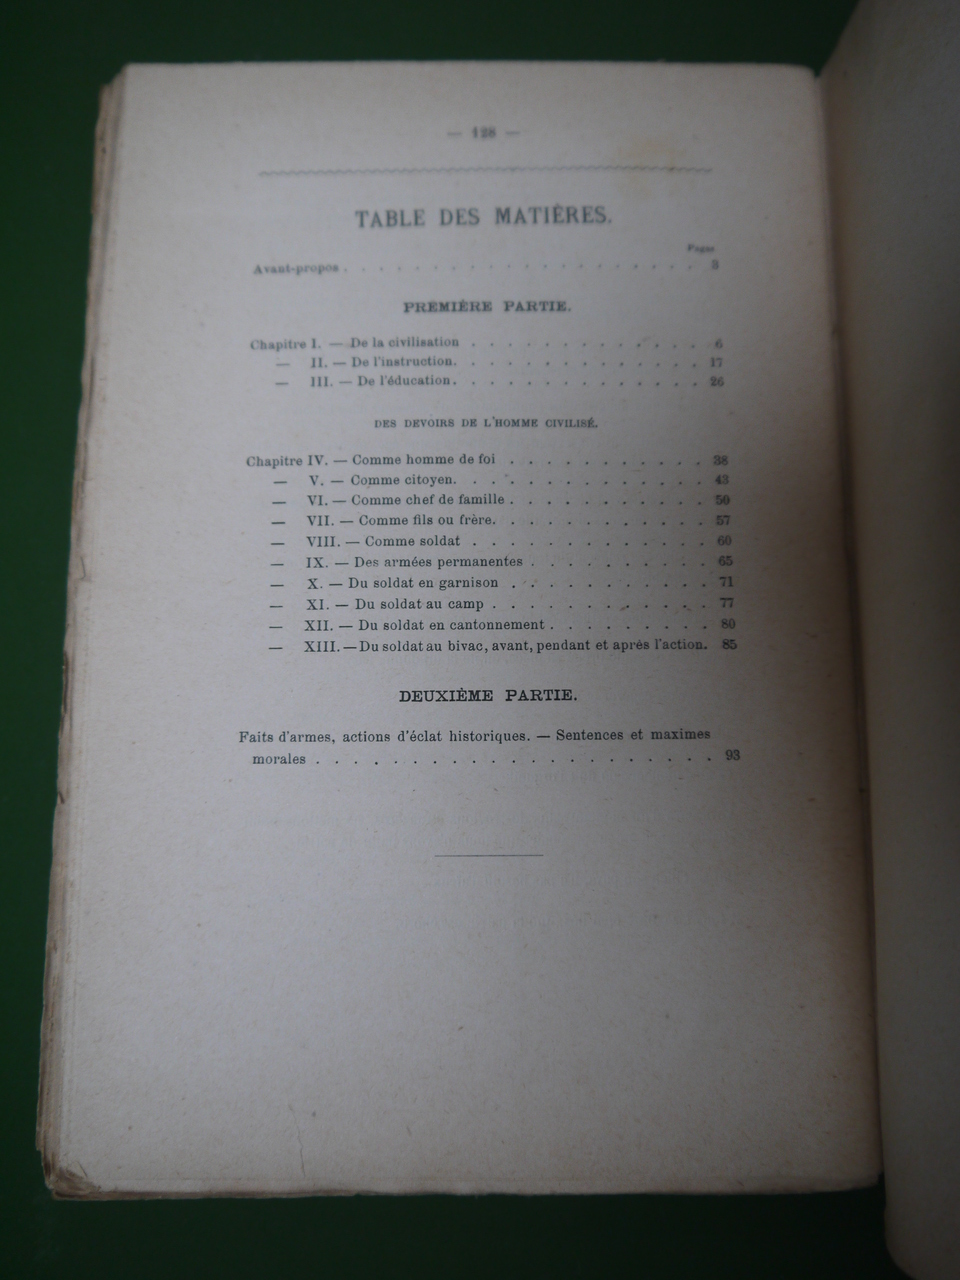 — 128 —
TABLE DES MATIÈRES.
Pages
Avant-propos . . . . . . . . . . . . . . . . . . . 3
PREMIÈRE PARTIE.
Chapitre I. — De la civilisation . . . . . . . . . . . . . 6
— II. — De l'instruction. . . . . . . . . . . . . 17
— III. — De l'éducation. . . . . . . . . . . . . 26
DES DEVOIRS DE L'HOMME CIVILISÉ.
Chapitre IV. — Comme homme de foi . . . . . . . . . . . 38
— V. — Comme citoyen. . . . . . . . . . . . . 43
— VI. — Comme chef de famille . . . . . . . . . . 50
— VII. — Comme fils ou frère. . . . . . . . . . . 57
— VIII. — Comme soldat . . . . . . . . . . . . . 60
— IX. — Des armées permanentes . . . . . . . . . 65
— X. — Du soldat en garnison . . . . . . . . . . 71
— XI. — Du soldat au camp . . . . . . . . . . . . 77
— XII. — Du soldat en cantonnement . . . . . . . . . 80
— XIII. — Du soldat au bivac, avant, pendant et après l'action. 85
DEUXIÈME PARTIE.
Faits d'armes, actions d'éclat historiques. — Sentences et maximes
morales . . . . . . . . . . . . . . . . . . . . . 93